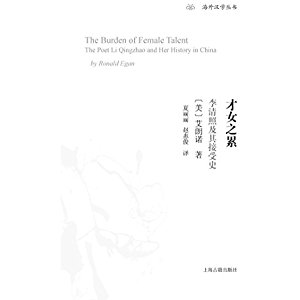 海外汉学丛书
The Burden of Female Talent
The Poet Li Qingzhao and Her History in China
by Ronald Egan
才女之累
李清照及其接受史
〔美〕艾朗诺 著
夏丽丽 赵惠俊 译
上海古籍出版社